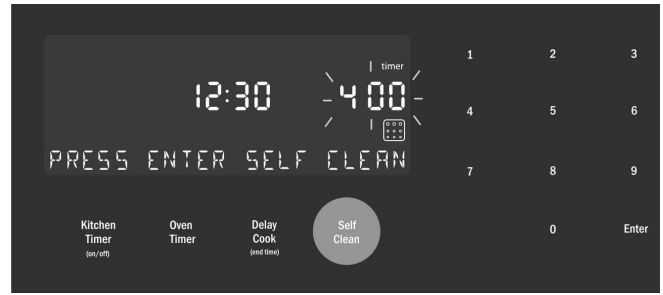 timer
12:30 400
PRESS ENTER SELF CLEAN
Kitchen
Timer
(on/off)
Oven
Timer
Delay
Cook
(end time)
Self
Clean
1 2 3
4 5 6
7 8 9
0 Enter